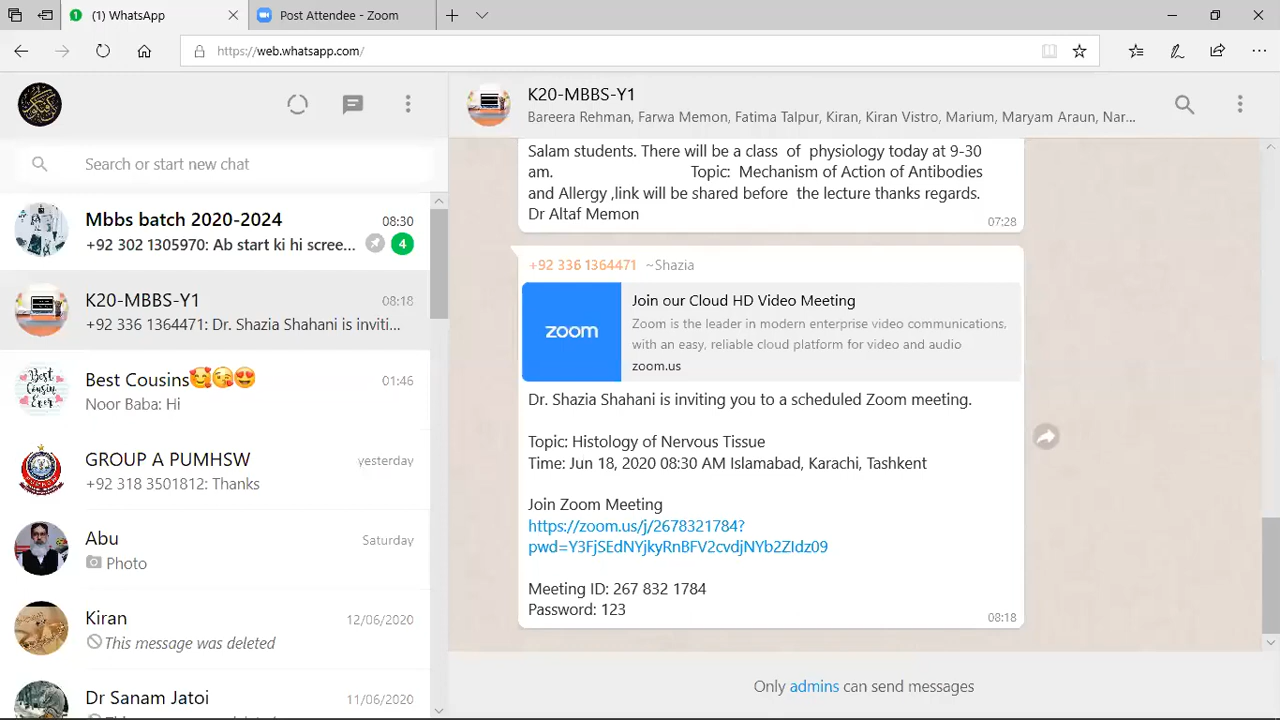 (1) WhatsApp
Post Attendee - Zoom
https://web.whatsapp.com/
Search or start new chat
Mbbs batch 2020-2024 08:30
+92 302 1305970: Ab start ki hi scree... 4
K20-MBBS-Y1 08:18
+92 336 1364471: Dr. Shazia Shahani is inviti...
Best Cousins🥰😘😍 01:46
Noor Baba: Hi
GROUP A PUMHSW yesterday
+92 318 3501812: Thanks
Abu Saturday
Photo
Kiran 12/06/2020
This message was deleted
Dr Sanam Jatoi 11/06/2020
K20-MBBS-Y1
Bareera Rehman, Farwa Memon, Fatima Talpur, Kiran, Kiran Vistro, Marium, Maryam Araun, Nar...
Salam students. There will be a class of physiology today at 9-30
am. Topic: Mechanism of Action of Antibodies
and Allergy ,link will be shared before the lecture thanks regards.
Dr Altaf Memon
07:28
+92 336 1364471 ~Shazia
zoom
Join our Cloud HD Video Meeting
Zoom is the leader in modern enterprise video communications,
with an easy, reliable cloud platform for video and audio
zoom.us
Dr. Shazia Shahani is inviting you to a scheduled Zoom meeting.
Topic: Histology of Nervous Tissue
Time: Jun 18, 2020 08:30 AM Islamabad, Karachi, Tashkent
Join Zoom Meeting
https://zoom.us/j/2678321784?
pwd=Y3FjSEdNYjkyRnBFV2cvdjNYb2ZIdz09
Meeting ID: 267 832 1784
Password: 123
08:18
Only admins can send messages